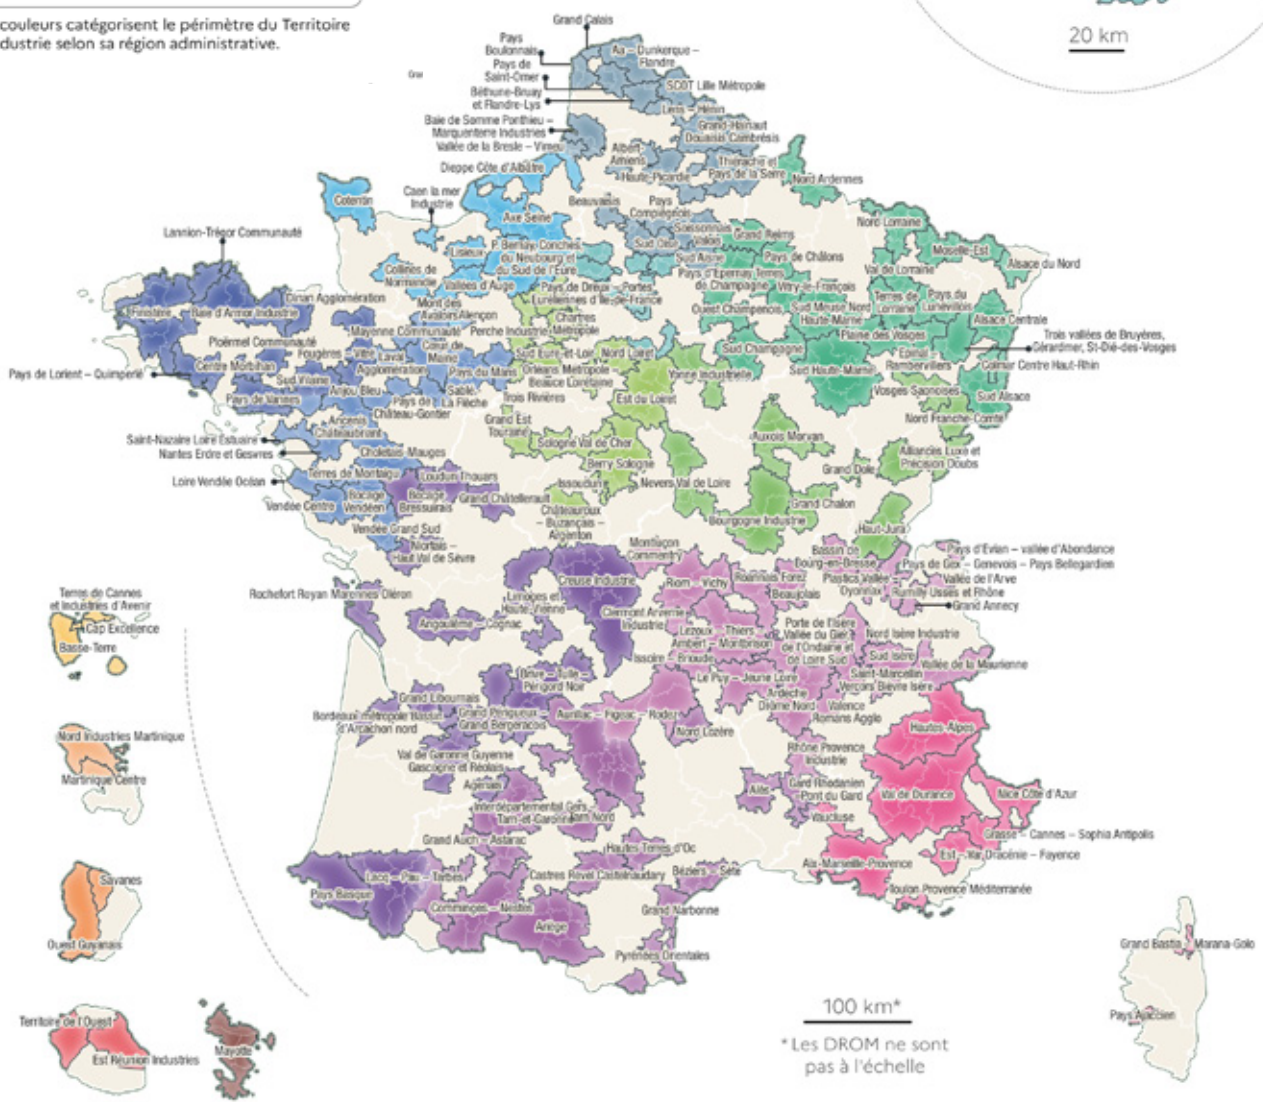 couleurs catégorisent le périmètre du Territoire
dustrie selon sa région administrative.
20 km
Grand Calais
Pays
Boulonnais
Aa – Dunkerque –
Flandre
Pays de
Saint-Omer
SCOT Lille Métropole
Béthune-Bruay
et Flandre-Lys
Lens – Hénin
Baie de Somme Ponthieu –
Marquenterre Industries
Grand-Hainaut
Douaisis Cambrésis
Vallée de la Bresle – Vimeu
Albert-
Amiens
Dieppe Côte d'Albâtre
Haute-Picardie
Thiérache et
Pays de la Serre
Nord Ardennes
Cotentin
Caen la mer
Industrie
Axe Seine
Beauvaisis
Pays
Compiégnois
Soissonnais
Valois
Grand Reims
Nord Lorraine
Lannion-Trégor Communauté
Lisieux
P. Bernay, Conches,
du Neubourg et
du Sud de l'Eure
Sud Oise
Sud Aisne
Pays de Châlons
Moselle-Est
Alsace du Nord
Collines de
Normandie
Vallées d'Auge
Pays de Dreux – Portes
Euréliennes d'Île-de-France
Pays d'Epernay Terres
de Champagne
Vitry-le-François
Val de Lorraine
Dinan Agglomération
Finistère
Baie d'Armor Industrie
Mont des
Avaloirs Alençon
Chartres
Métropole
Perche Industrie
Ouest Champenois
Sud Meuse Nord
Haute-Marne
Terres de
Lorraine
Pays du
Lunévillois
Alsace Centrale
Ploërmel Communauté
Mayenne Communauté
Plaine des Vosges
Trois vallées de Bruyères,
Gérardmer, St-Dié-des-Vosges
Fougères – Vitré
Laval
Agglomération
Cœur de
Maine
Sud Eure-et-Loir
Nord Loiret
Sud Champagne
Epinal
Rambervillers
Colmar Centre Haut-Rhin
Pays de Lorient – Quimperlé
Centre Morbihan
Sud Vilaine
Anjou Bleu
Pays du Mans
Orléans Métropole
Beauce Loirétaine
Yonne Industrielle
Sud Haute-Marne
Vosges Saônoises
Sud Alsace
Pays de Vannes
Pays de
Château-Gontier
Sablé
La Flèche
Trois Rivières
Est du Loiret
Nord Franche-Comté
Ancenis
Châteaubriant
Grand Est
Touraine
Saint-Nazaire Loire Estuaire
Nantes Erdre et Gesvres
Choletais-Mauges
Sologne Val de Cher
Auxois Morvan
Alliances Luxe et
Précision Doubs
Terres de Montaigu
Loudun Thouars
Berry Sologne
Grand Dole
Loire Vendée Océan
Bocage
Vendéen
Bocage
Bressuirais
Grand Châtellerault
Issoudun
Nevers Val de Loire
Vendée Centre
Châteauroux
– Buzançais –
Argenton
Bourgogne Industrie
Grand-Chalon
Haut-Jura
Vendée Grand Sud
Niortais –
Haut Val de Sèvre
Montluçon
Commentry
Bassin de
Bourg-en-Bresse
Pays d'Evian – vallée d'Abondance
Pays de Gex – Genevois – Pays Bellegardien
Creuse Industrie
Riom – Vichy
Roannais Forez
Beaujolais
Plastics Vallée
Oyonnax
Vallée de l'Arve
Rumilly Usses et Rhône
Grand Annecy
Rochefort Royan Marennes Oléron
Limoges et
Haute-Vienne
Clermont Arvernie
Industrie
Angoulême – Cognac
Lezoux – Thiers
Ambert – Montbrison
Porte de l'Isère
Vallée du Gier
de l'Ondaine et
de Loire Sud
Nord Isère Industrie
Sud Isère
Issoire – Brioude
Vallée de la Maurienne
Saint-Marcellin
Vercors Bièvre Isère
Brive – Tulle –
Périgord Noir
Le Puy – Jeune Loire
Grand Libournais
Ardèche
Drôme Nord
Valence
Romans Agglo
Bordeaux métropole Bassin
d'Arcachon nord
Grand Périgueux
Grand Bergeracois
Aurillac – Figeac – Rodez
Nord Lozère
Hautes-Alpes
Val de Garonne Guyenne
Gascogne et Réolais
Rhône Provence
Industrie
Agenais
Alès
Gard Rhodanien
Pont du Gard
Val de Durance
Nice Côte d'Azur
Interdépartemental Gers
Tarn-et-Garonne
Tarn Nord
Vaucluse
Grasse – Cannes – Sophia Antipolis
Grand Auch – Astarac
Hautes Terres d'Oc
Aix-Marseille-Provence
Est – Var Dracénie – Fayence
Pays Basque
Lacq – Pau – Tarbes
Castres Revel Castelnaudary
Béziers – Sète
Toulon Provence Méditerranée
Comminges – Nestes
Ariège
Grand Narbonne
Pyrénées Orientales
Terres de Cannes
et Industries d'Avenir
Cap Excellence
Basse-Terre
Nord Industries Martinique
Martinique Centre
Savanes
Ouest Guyanais
Territoire de l'Ouest
Est Réunion Industries
Mayotte
Grand Bastia
Marana-Golo
Pays Ajaccien
100 km*
*Les DROM ne sont
pas à l'échelle